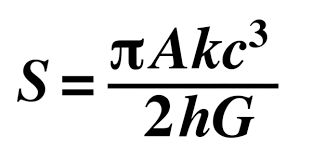 S = πAkc³ / 2hG